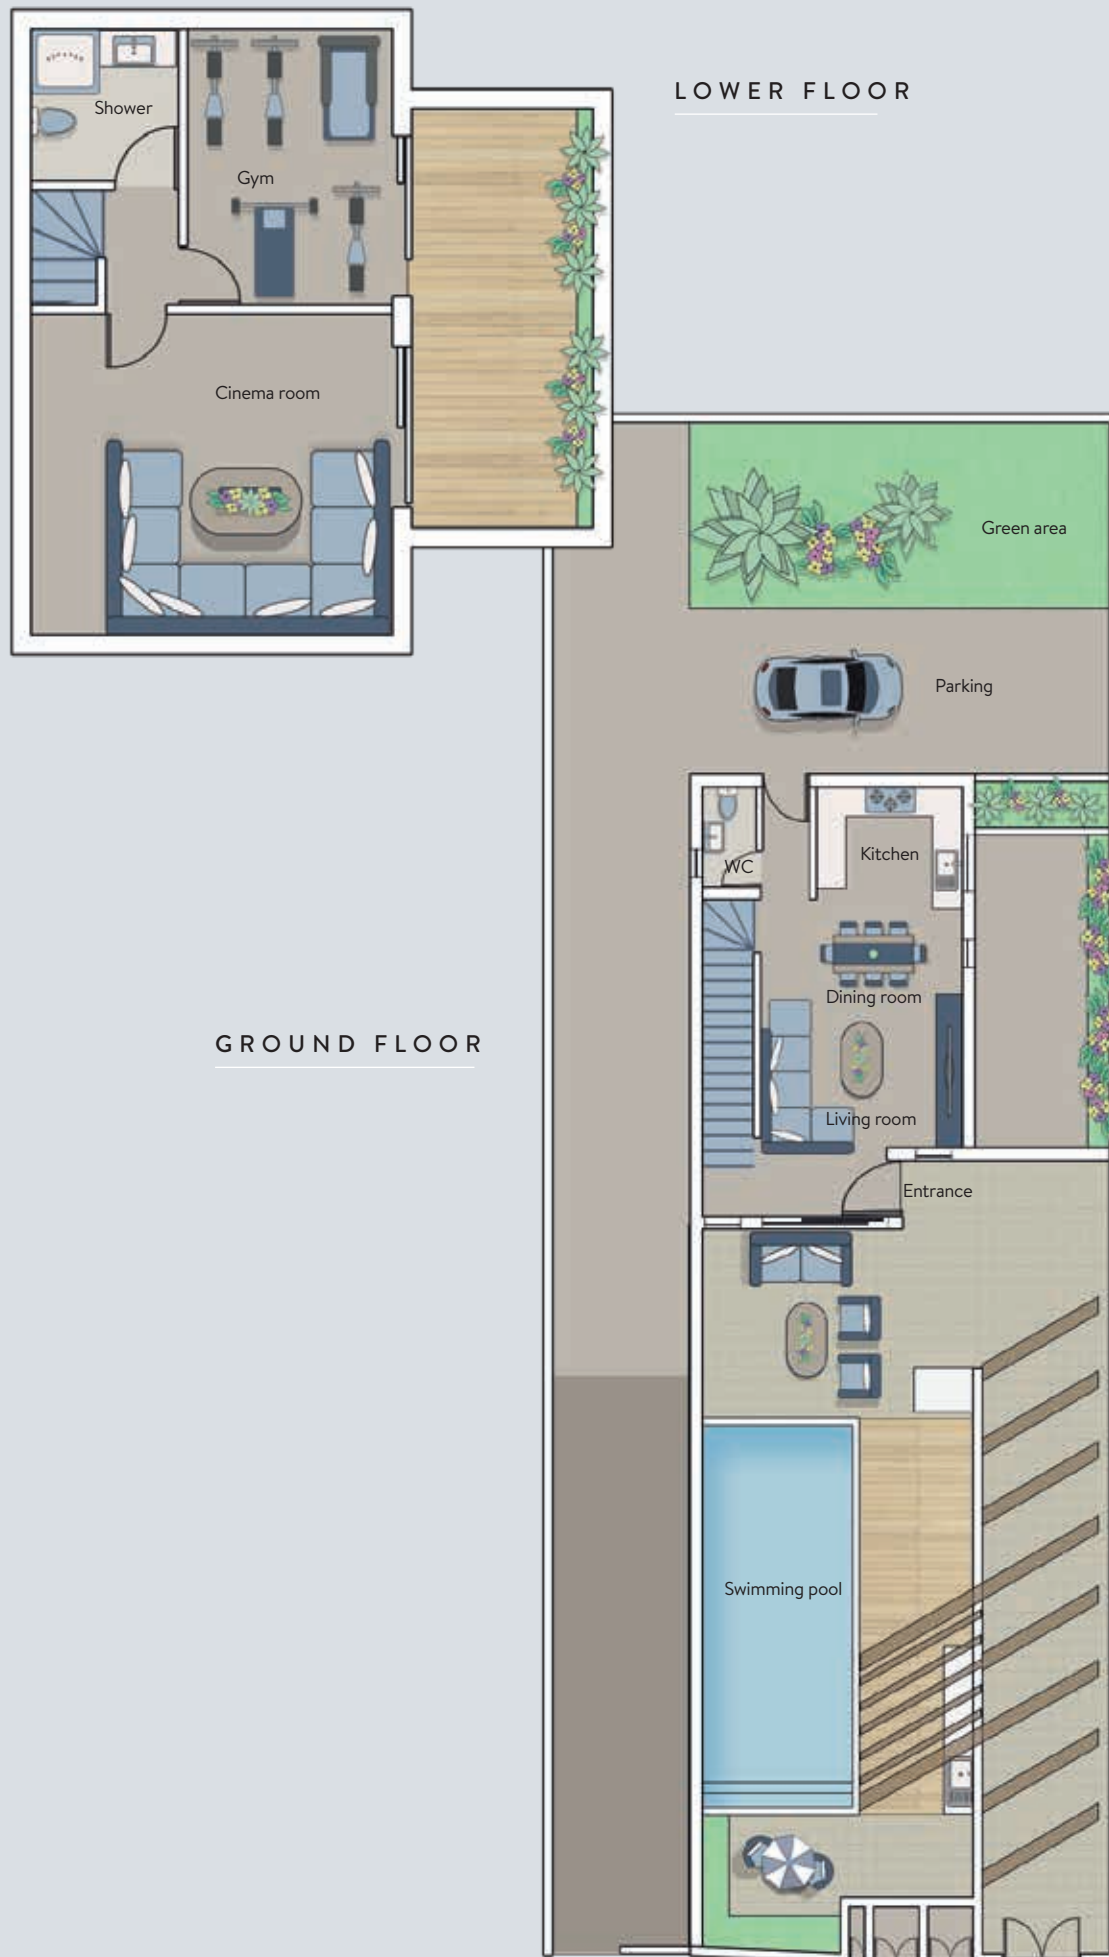 LOWER FLOOR
Shower
Gym
Cinema room
Green area
Parking
Kitchen
WC
Dining room
GROUND FLOOR
Living room
Entrance
Swimming pool